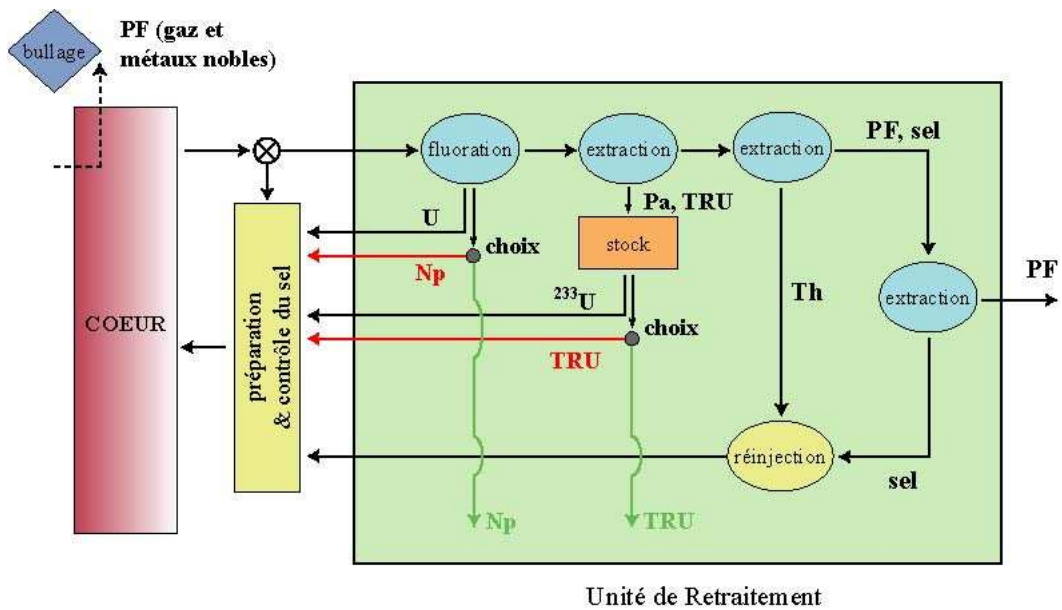 PF (gaz et
métaux nobles)
bullage
fluoration
extraction
extraction
PF, sel
U
Pa, TRU
choix
stock
Np
PF
²³³U
Th
extraction
COEUR
choix
préparation
& contrôle du sel
TRU
réinjection
sel
Np
TRU
Unité de Retraitement